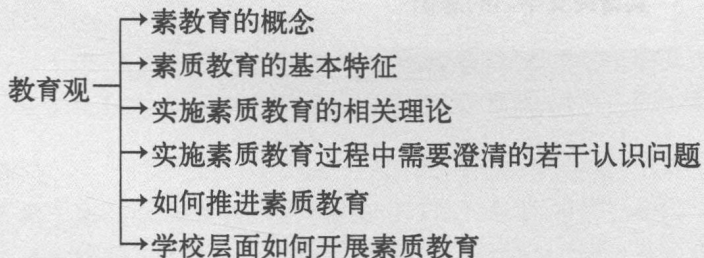 素教育的概念
素质教育的基本特征
教育观
实施素质教育的相关理论
实施素质教育过程中需要澄清的若干认识问题
如何推进素质教育
学校层面如何开展素质教育